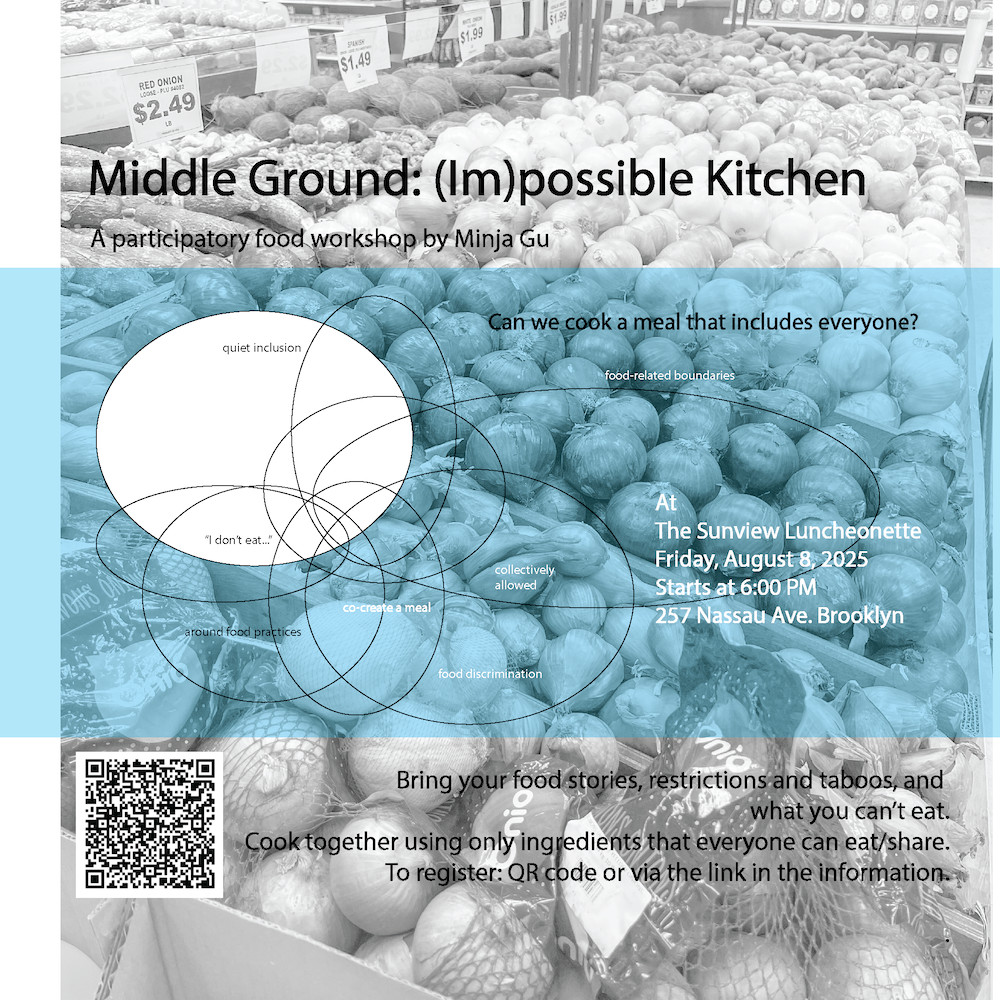 RED ONION
$2.49
LB
SPANISH
$1.49
WHITE ONION
$1.99
$1.99
Middle Ground: (Im)possible Kitchen
A participatory food workshop by Minja Gu
Can we cook a meal that includes everyone?
quiet inclusion
food-related boundaries
At
The Sunview Luncheonette
Friday, August 8, 2025
Starts at 6:00 PM
257 Nassau Ave. Brooklyn
“I don’t eat...”
collectively
allowed
co-create a meal
around food practices
food discrimination
Bring your food stories, restrictions and taboos, and
what you can’t eat.
Cook together using only ingredients that everyone can eat/share.
To register: QR code or via the link in the information.
.